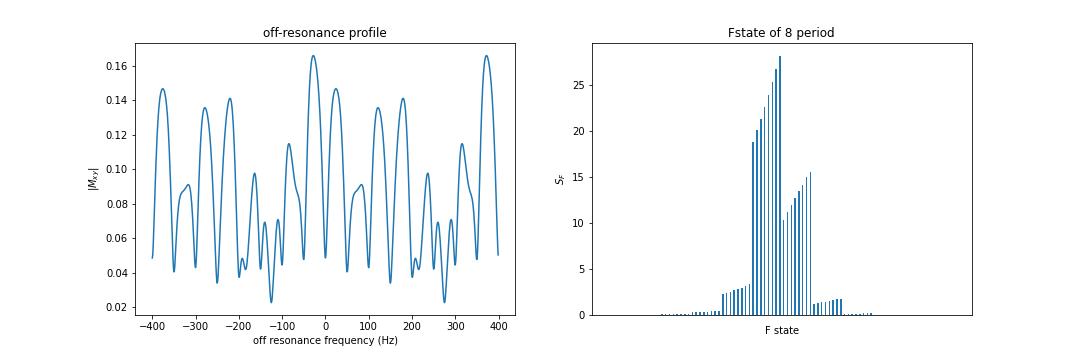 off-resonance profile
|Mxy|
0.16
0.14
0.12
0.10
0.08
0.06
0.04
0.02
−400 −300 −200 −100 0 100 200 300 400
off resonance frequency (Hz)
Fstate of 8 period
SF
25
20
15
10
5
0
F state